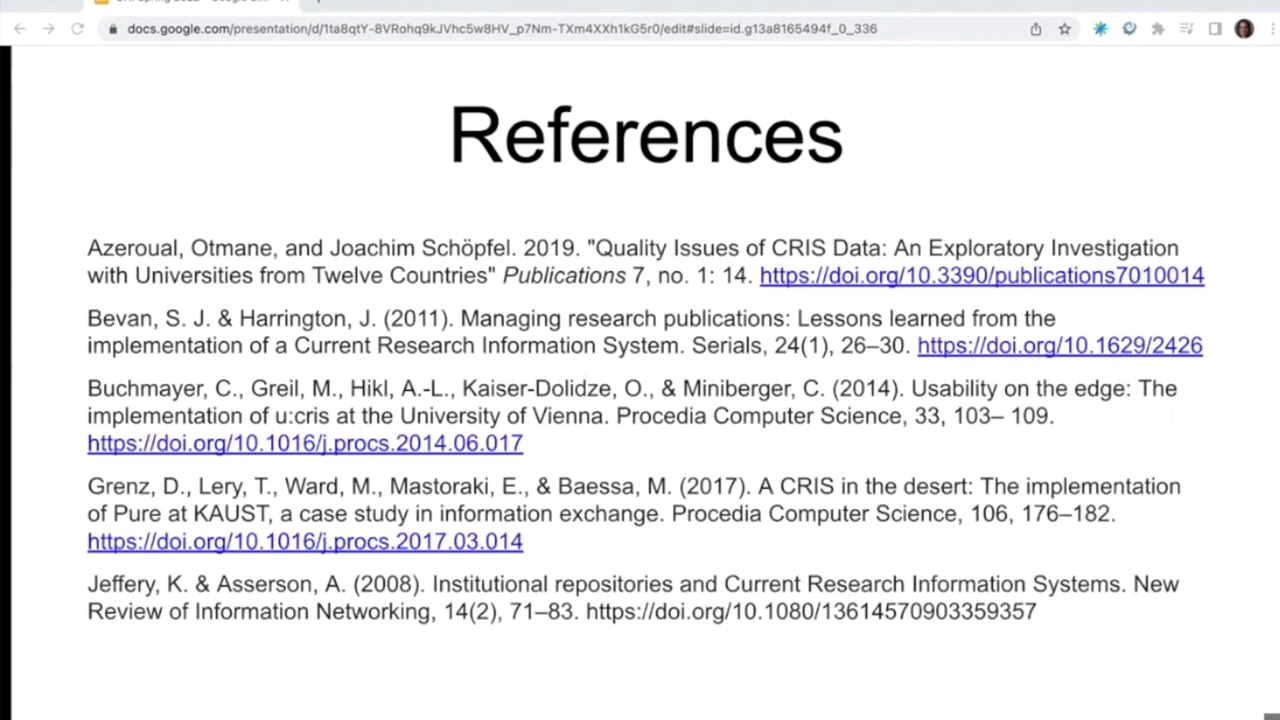 docs.google.com/presentation/d/1ta8qtY-8VRohq9kJVhc5w8HV_p7Nm-TXm4XXh1kG5r0/edit#slide=id.g13a8165494f_0_336
References
Azeroual, Otmane, and Joachim Schöpfel. 2019. "Quality Issues of CRIS Data: An Exploratory Investigation
with Universities from Twelve Countries" Publications 7, no. 1: 14. https://doi.org/10.3390/publications7010014
Bevan, S. J. & Harrington, J. (2011). Managing research publications: Lessons learned from the
implementation of a Current Research Information System. Serials, 24(1), 26–30. https://doi.org/10.1629/2426
Buchmayer, C., Greil, M., Hikl, A.-L., Kaiser-Dolidze, O., & Miniberger, C. (2014). Usability on the edge: The
implementation of u:cris at the University of Vienna. Procedia Computer Science, 33, 103– 109.
https://doi.org/10.1016/j.procs.2014.06.017
Grenz, D., Lery, T., Ward, M., Mastoraki, E., & Baessa, M. (2017). A CRIS in the desert: The implementation
of Pure at KAUST, a case study in information exchange. Procedia Computer Science, 106, 176–182.
https://doi.org/10.1016/j.procs.2017.03.014
Jeffery, K. & Asserson, A. (2008). Institutional repositories and Current Research Information Systems. New
Review of Information Networking, 14(2), 71–83. https://doi.org/10.1080/13614570903359357